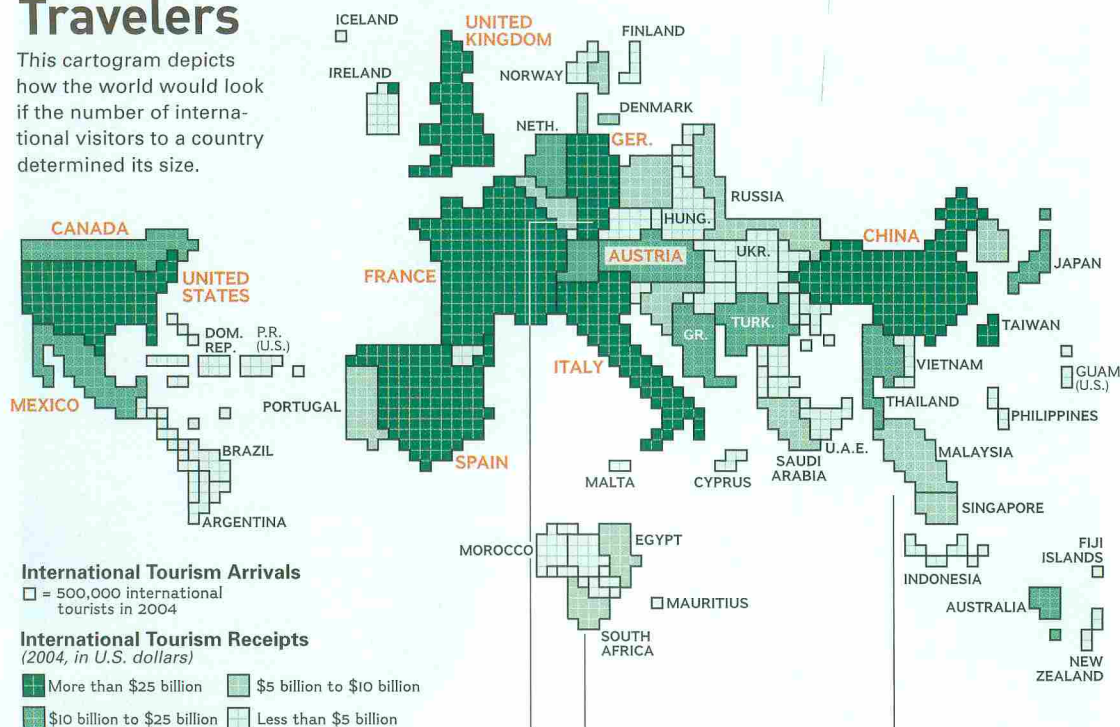 Travelers
This cartogram depicts
how the world would look
if the number of interna-
tional visitors to a country
determined its size.
ICELAND
UNITED
KINGDOM
FINLAND
IRELAND
NORWAY
DENMARK
NETH.
GER.
RUSSIA
HUNG.
CANADA
UKR.
CHINA
AUSTRIA
JAPAN
FRANCE
UNITED
STATES
DOM.
REP.
P.R.
(U.S.)
GR.
TURK.
TAIWAN
ITALY
VIETNAM
GUAM
(U.S.)
MEXICO
PORTUGAL
THAILAND
PHILIPPINES
BRAZIL
SPAIN
U.A.E.
MALAYSIA
MALTA
CYPRUS
SAUDI
ARABIA
ARGENTINA
SINGAPORE
MOROCCO
EGYPT
FIJI
ISLANDS
INDONESIA
MAURITIUS
AUSTRALIA
SOUTH
AFRICA
NEW
ZEALAND
International Tourism Arrivals
= 500,000 international
tourists in 2004
International Tourism Receipts
(2004, in U.S. dollars)
More than $25 billion
$5 billion to $10 billion
$10 billion to $25 billion
Less than $5 billion